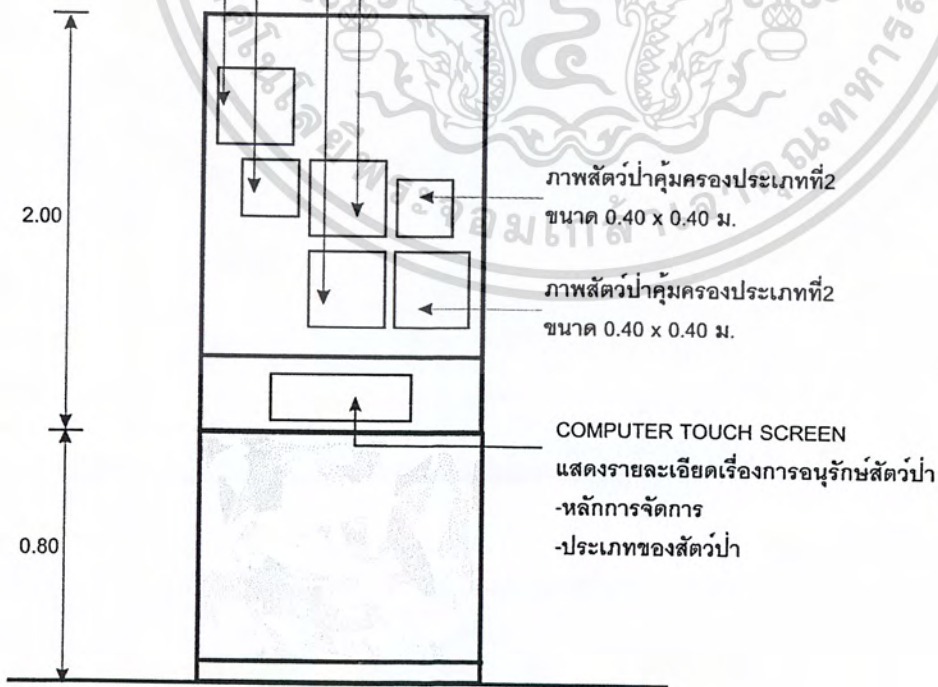 2.00
ภาพสัตว์ป่าคุ้มครองประเภทที่2
ขนาด 0.40 x 0.40 ม.
ภาพสัตว์ป่าคุ้มครองประเภทที่2
ขนาด 0.40 x 0.40 ม.
COMPUTER TOUCH SCREEN
แสดงรายละเอียดเรื่องการอนุรักษ์สัตว์ป่า
-หลักการจัดการ
-ประเภทของสัตว์ป่า
0.80